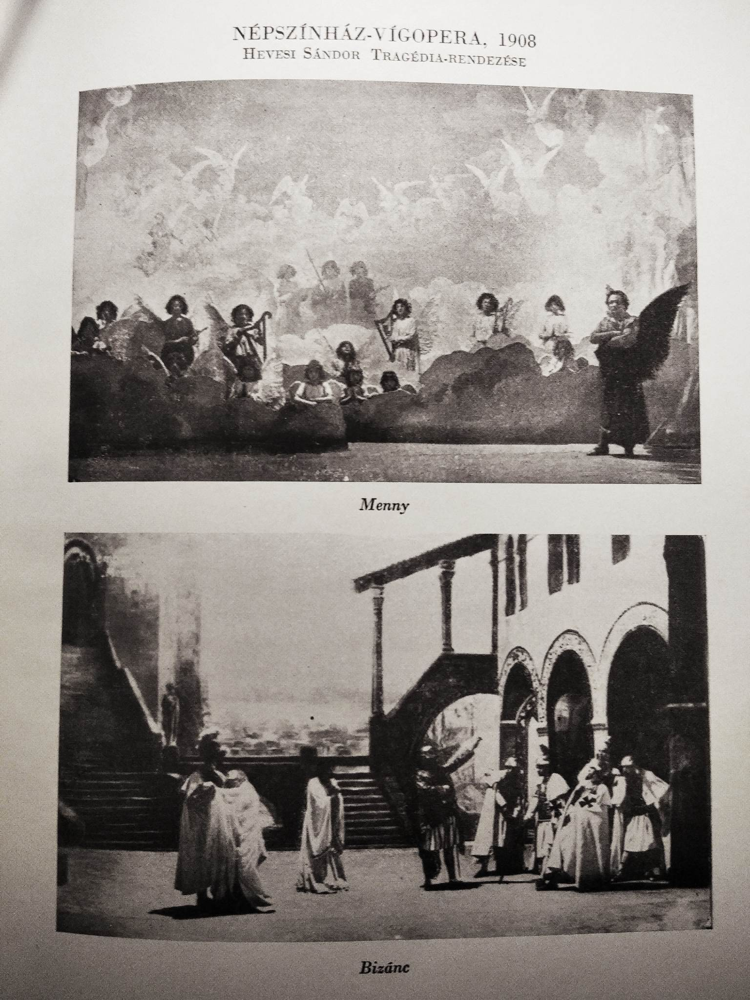 NÉPSZÍNHÁZ-VÍGOPERA, 1908
HEVESI SÁNDOR TRAGÉDIA-RENDEZÉSE
Menny
Bizánc